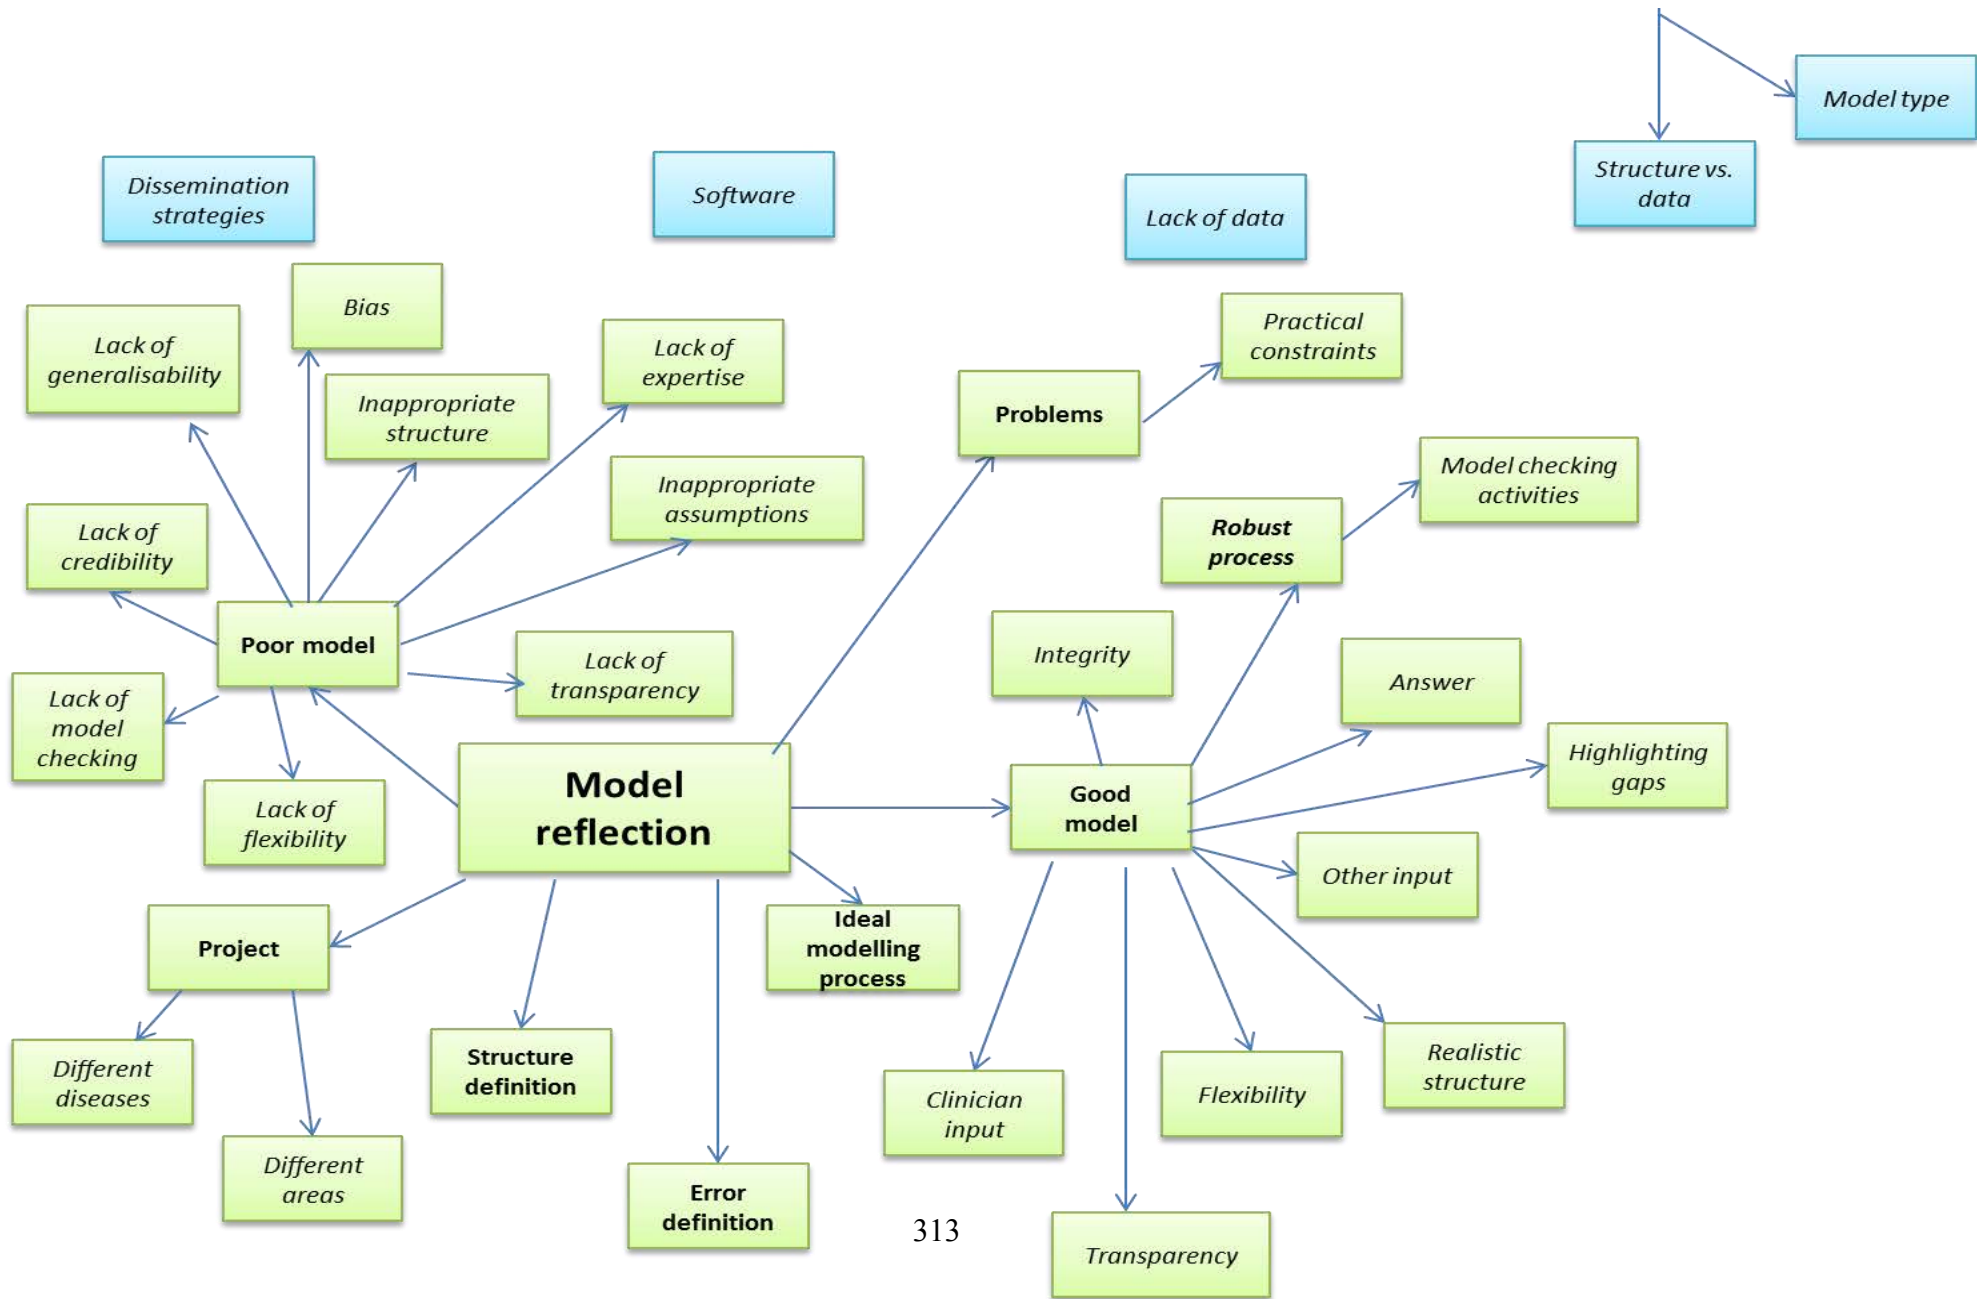 Model type
Structure vs.
data
Dissemination
strategies
Software
Lack of data
Bias
Lack of
generalisability
Inappropriate
structure
Lack of
expertise
Practical
constraints
Problems
Inappropriate
assumptions
Model checking
activities
Lack of
credibility
Robust
process
Poor model
Lack of
transparency
Integrity
Answer
Lack of
model
checking
Highlighting
gaps
Lack of
flexibility
Model
reflection
Good
model
Other input
Project
Ideal
modelling
process
Different
diseases
Structure
definition
Clinician
input
Flexibility
Realistic
structure
Different
areas
Error
definition
313
Transparency